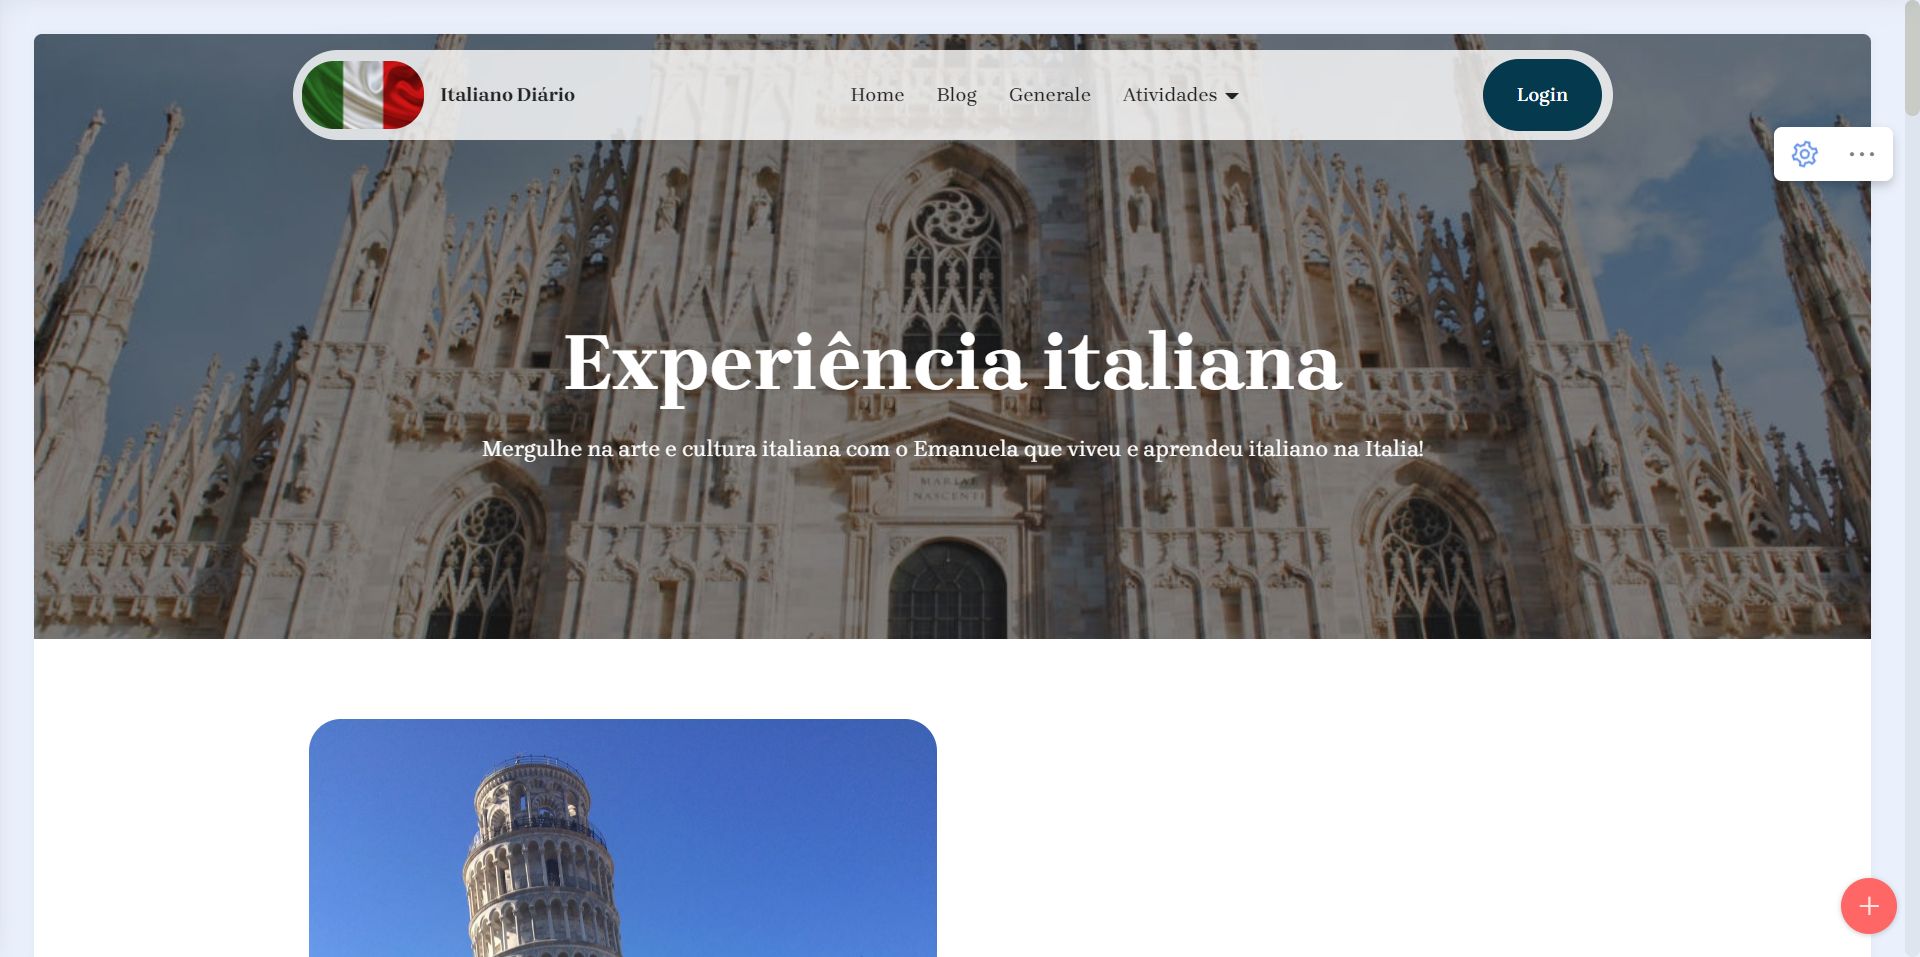 Italiano Diário
Home Blog Generale Atividades
Login
Experiência italiana
Mergulhe na arte e cultura italiana com o Emanuela que viveu e aprendeu italiano na Italia!
MARIAE
NASCENTI